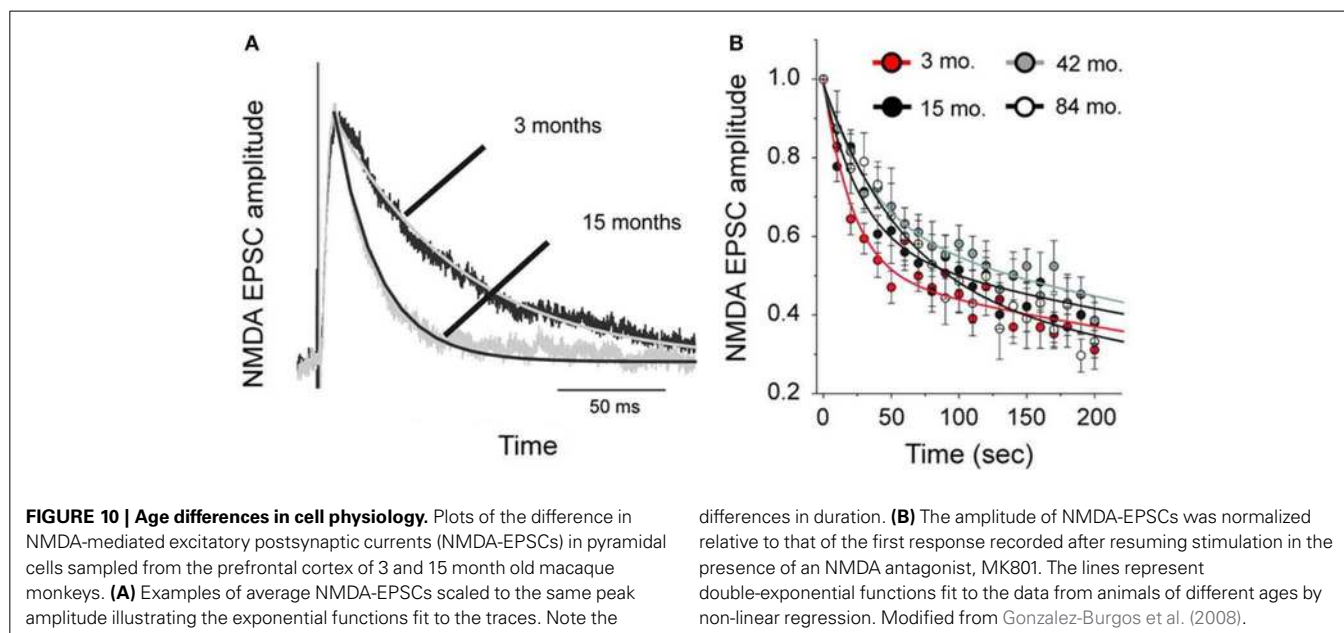 A
NMDA EPSC amplitude
3 months
15 months
50 ms
Time
B
3 mo.
42 mo.
15 mo.
84 mo.
NMDA EPSC amplitude
1.0
0.8
0.6
0.4
0.2
0
50
100
150
200
Time (sec)
FIGURE 10 | Age differences in cell physiology. Plots of the difference in
NMDA-mediated excitatory postsynaptic currents (NMDA-EPSCs) in pyramidal
cells sampled from the prefrontal cortex of 3 and 15 month old macaque
monkeys. (A) Examples of average NMDA-EPSCs scaled to the same peak
amplitude illustrating the exponential functions fit to the traces. Note the
differences in duration. (B) The amplitude of NMDA-EPSCs was normalized
relative to that of the first response recorded after resuming stimulation in the
presence of an NMDA antagonist, MK801. The lines represent
double-exponential functions fit to the data from animals of different ages by
non-linear regression. Modified from Gonzalez-Burgos et al. (2008).